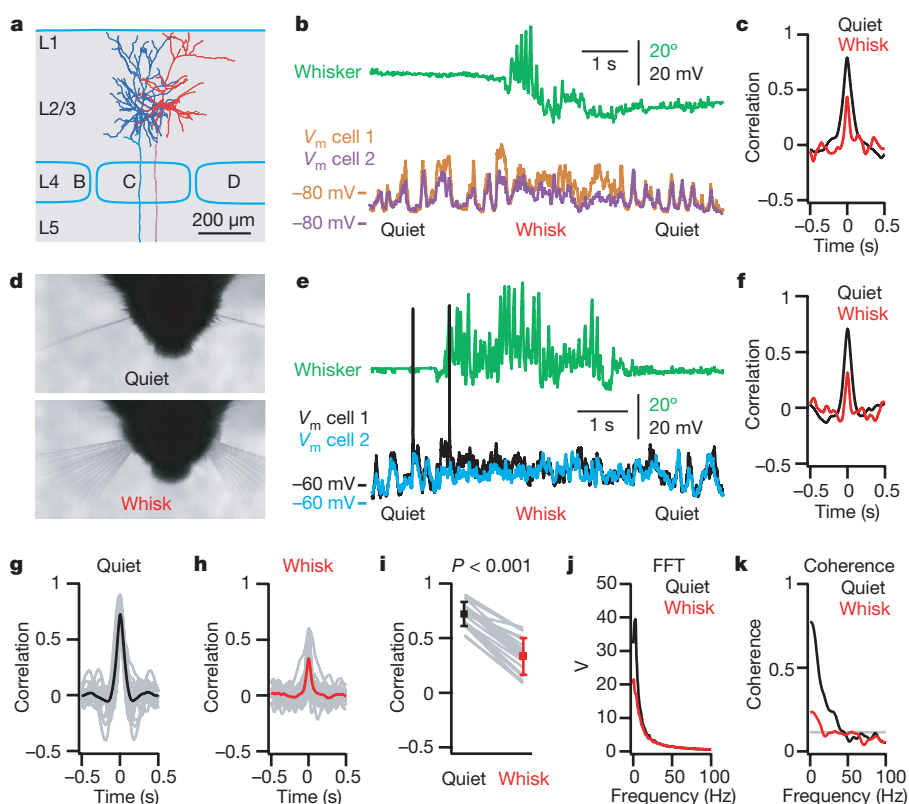 a
L1
L2/3
L4 B C D
L5
200 µm
b
Whisker
1 s 20º
20 mV
Vm cell 1
Vm cell 2
–80 mV
–80 mV
Quiet Whisk Quiet
c
Quiet
Whisk
Correlation
1
0.5
0
–0.5
–0.5 0 0.5
Time (s)
d
Quiet
Whisk
e
Whisker
1 s 20º
20 mV
Vm cell 1
Vm cell 2
–60 mV
–60 mV
Quiet Whisk Quiet
f
Quiet
Whisk
Correlation
1
0.5
0
–0.5
–0.5 0 0.5
Time (s)
g Quiet
Correlation
1
0.5
0
–0.5
–0.5 0 0.5
Time (s)
h Whisk
Correlation
1
0.5
0
–0.5
–0.5 0 0.5
Time (s)
i P < 0.001
Correlation
1
0.5
0
–0.5
Quiet Whisk
j FFT
Quiet
Whisk
V
50
40
30
20
10
0
0 50 100
Frequency (Hz)
k Coherence
Quiet
Whisk
Coherence
1
0.5
0
0 50 100
Frequency (Hz)